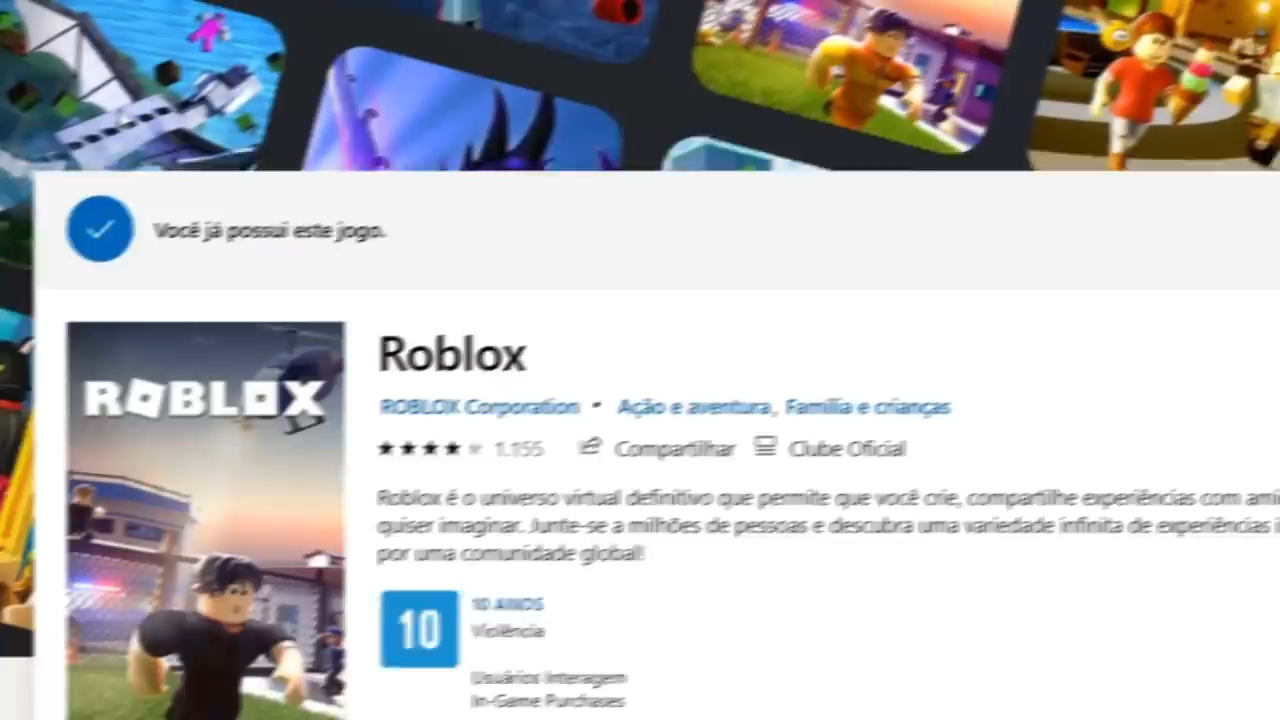 Você já possui este jogo.
ROBLOX
Roblox
ROBLOX Corporation • Ação e aventura, Família e crianças
★★★★★ 1.155 Compartilhar Clube Oficial
Roblox é o universo virtual definitivo que permite que você crie, compartilhe experiências com
quiser imaginar. Junte-se a milhões de pessoas e descubra uma variedade infinita de experiências
por uma comunidade global!
10
10 ANOS
Violência
Usuários Interagem
In-Game Purchases